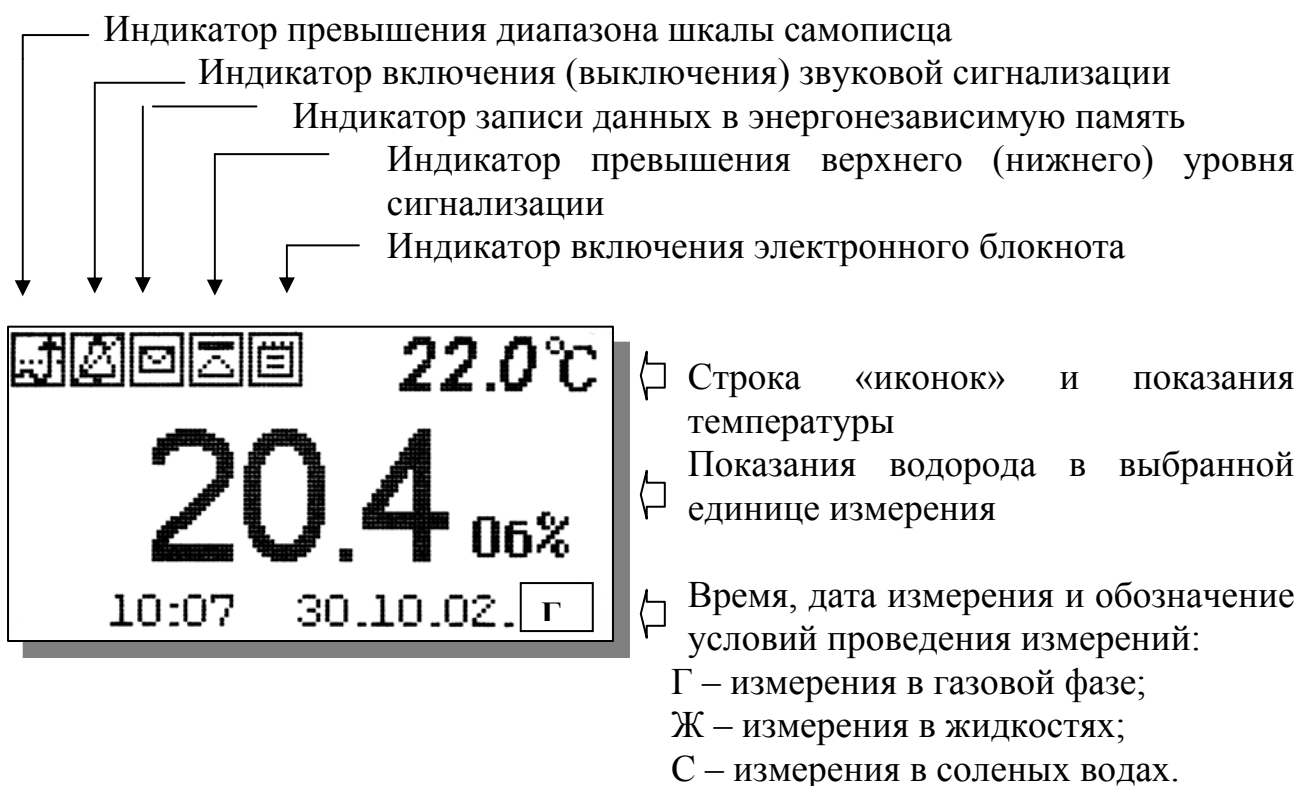 Индикатор превышения диапазона шкалы самописца
Индикатор включения (выключения) звуковой сигнализации
Индикатор записи данных в энергонезависимую память
Индикатор превышения верхнего (нижнего) уровня
сигнализации
Индикатор включения электронного блокнота
22.0°C
20.4 Об%
10:07 30.10.02. Г
Строка «иконок» и показания
температуры
Показания водорода в выбранной
единице измерения
Время, дата измерения и обозначение
условий проведения измерений:
Г – измерения в газовой фазе;
Ж – измерения в жидкостях;
С – измерения в соленых водах.